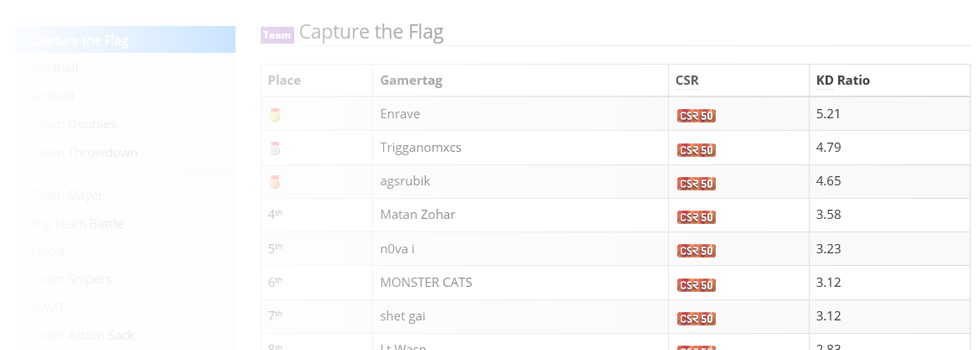 Capture the Flag
Oddball
Grifball
Team Doubles
Team Throwdown
Team Slayer
Big Team Battle
Flood
Team Snipers
SWAT
Team Action Sack
Team Capture the Flag
Place Gamertag CSR KD Ratio
Enrave CSR 50 5.21
Trigganomxcs CSR 50 4.79
agsrubik CSR 50 4.65
4th Matan Zohar CSR 50 3.58
5th n0va i CSR 50 3.23
6th MONSTER CATS CSR 50 3.12
7th shet gai CSR 50 3.12
8th Lt Wasp 2.83